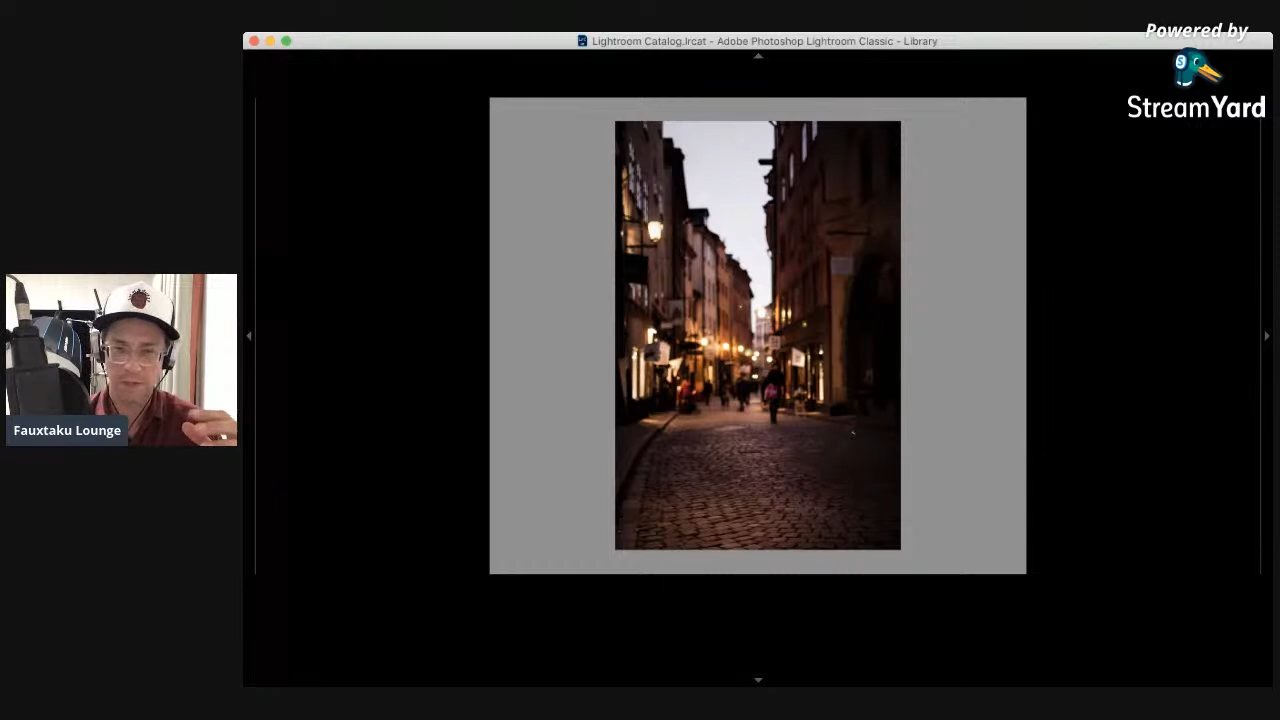 Lightroom Catalog.lrcat - Adobe Photoshop Lightroom Classic - Library
Powered by
S
StreamYard
Fauxtaku Lounge